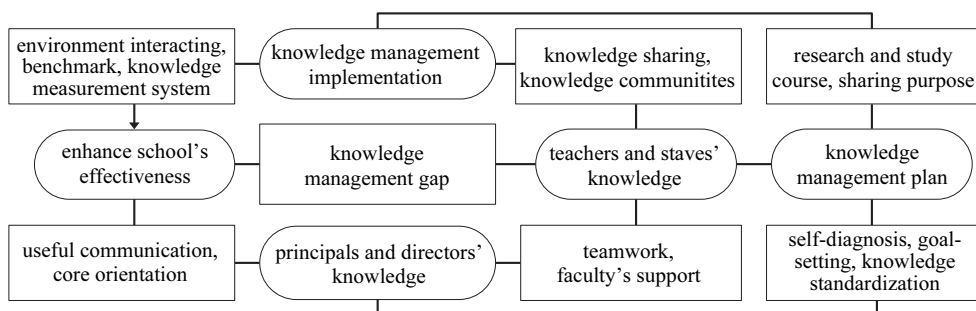 environment interacting,
benchmark, knowledge
measurement system
knowledge management
implementation
knowledge sharing,
knowledge communitites
research and study
course, sharing purpose
enhance school's
effectiveness
knowledge
management gap
teachers and staves'
knowledge
knowledge
management plan
useful communication,
core orientation
principals and directors'
knowledge
teamwork,
faculty's support
self-diagnosis, goal-
setting, knowledge
standardization